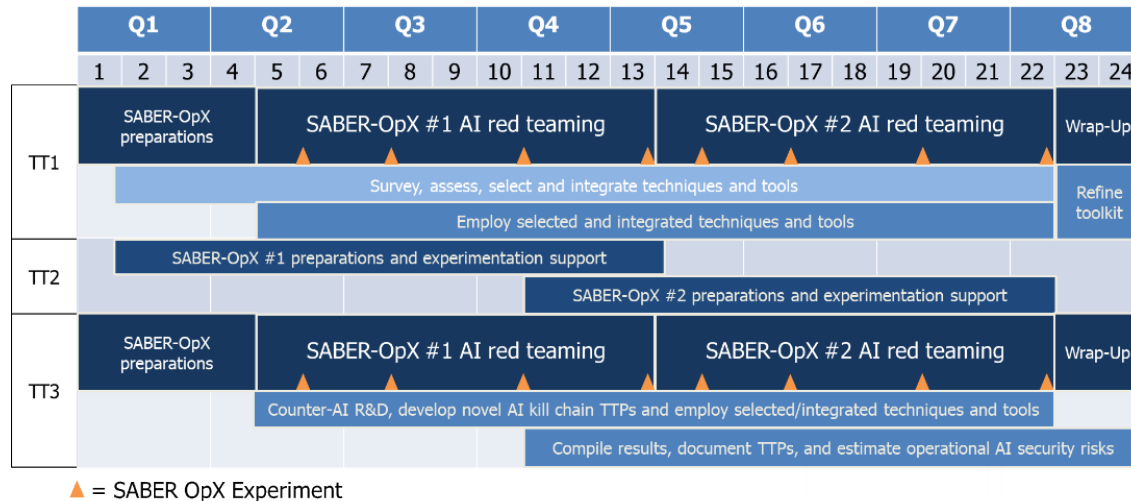 Q1 Q2 Q3 Q4 Q5 Q6 Q7 Q8
1 2 3 4 5 6 7 8 9 10 11 12 13 14 15 16 17 18 19 20 21 22 23 24
TT1
SABER-OpX
preparations
SABER-OpX #1 AI red teaming
SABER-OpX #2 AI red teaming
Wrap-Up
Survey, assess, select and integrate techniques and tools
Refine
toolkit
Employ selected and integrated techniques and tools
TT2
SABER-OpX #1 preparations and experimentation support
SABER-OpX #2 preparations and experimentation support
TT3
SABER-OpX
preparations
SABER-OpX #1 AI red teaming
SABER-OpX #2 AI red teaming
Wrap-Up
Counter-AI R&D, develop novel AI kill chain TTPs and employ selected/integrated techniques and tools
Compile results, document TTPs, and estimate operational AI security risks
= SABER OpX Experiment